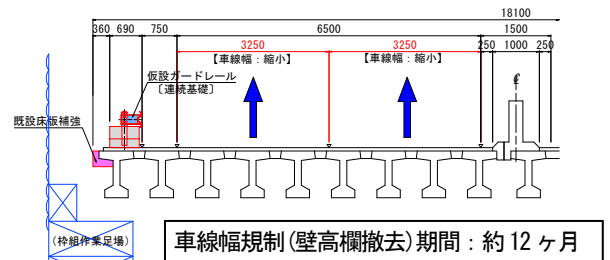 18100
360 690 750 6500 1500
3250 3250 250 1000 250
【車線幅：縮小】 【車線幅：縮小】
仮設ガードレール
〔連続基礎〕
既設床版補強
(枠組作業足場)
車線幅規制(壁高欄撤去)期間：約12ヶ月